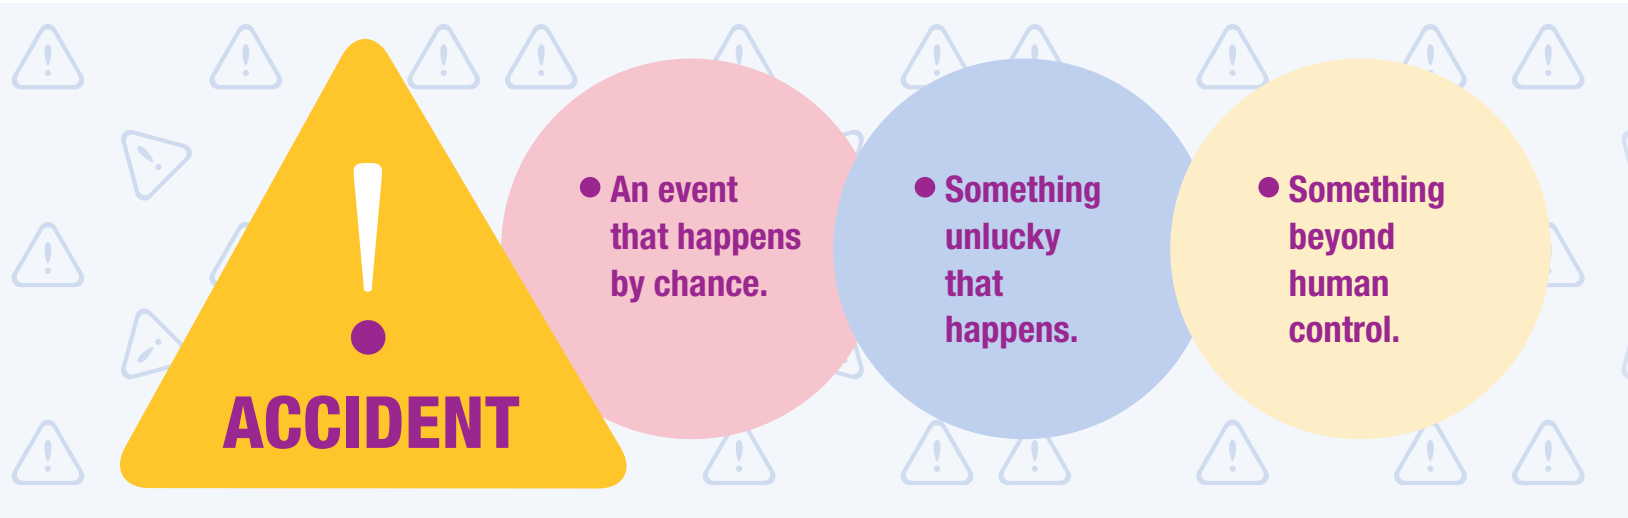 ACCIDENT
• An event
that happens
by chance.
• Something
unlucky
that
happens.
• Something
beyond
human
control.